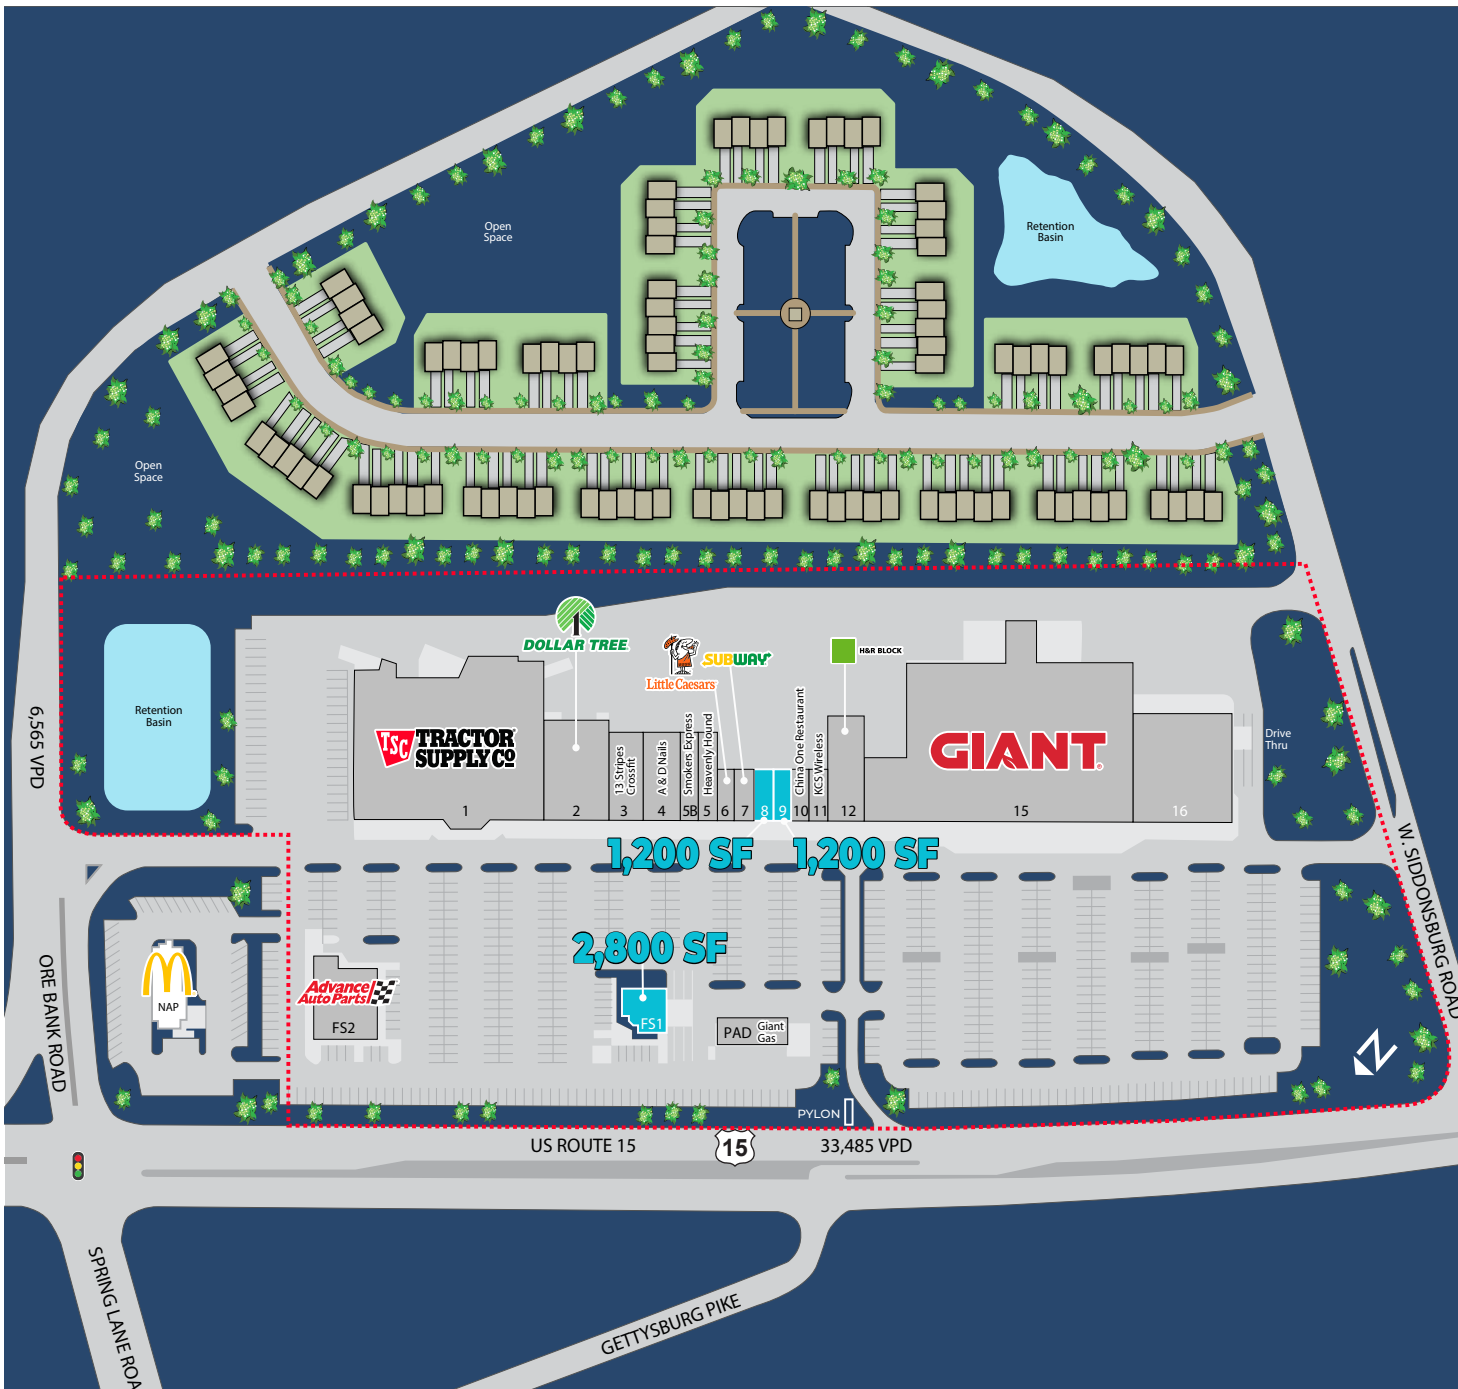 Open
Space
Retention
Basin
Open
Space
DOLLAR TREE
Little Caesars
SUBWAY
H&R BLOCK
Retention
Basin
6,565 VPD
TSC TRACTOR
SUPPLY CO
13 Stripes
Crossfit
A & D Nails
Smokers Express
Heavenly Hound
China One Restaurant
KCS Wireless
GIANT
Drive
Thru
1
2
3
4
5B
5
6
7
8
9
10
11
12
15
16
1,200 SF
1,200 SF
W. SIDDONSBURG ROAD
2,800 SF
ORE BANK ROAD
NAP
Advance
Auto Parts
FS2
FS1
PAD
Giant
Gas
N
PYLON
US ROUTE 15
15
33,485 VPD
SPRING LANE ROA
GETTYSBURG PIKE